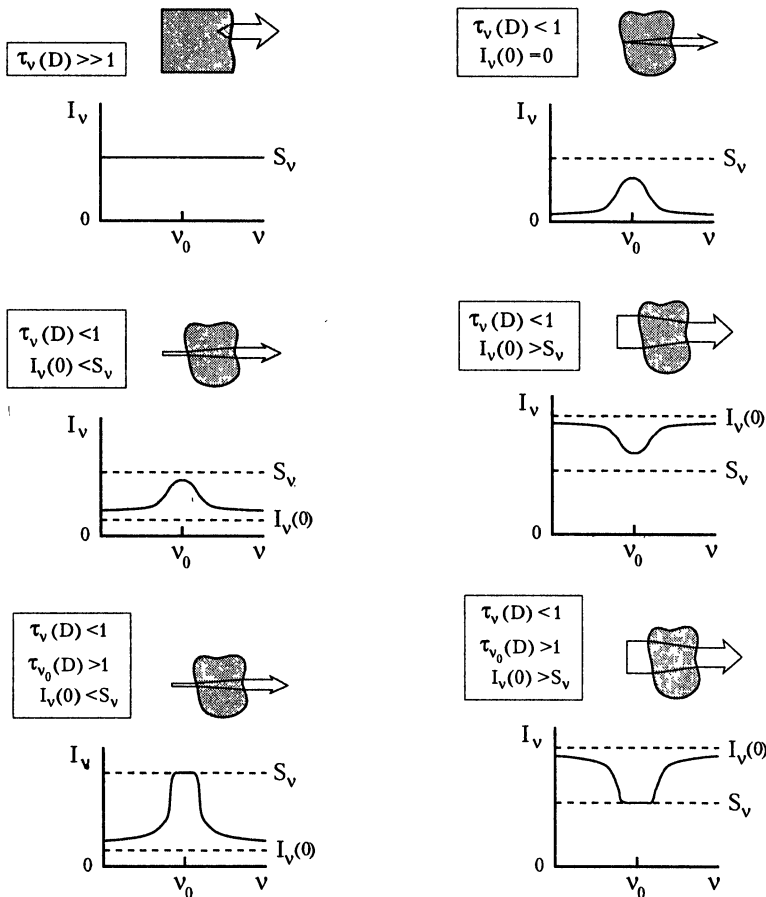 τν(D) >> 1
Iν
Sν
0
ν0
ν
τν(D) < 1
Iν(0) = 0
Iν
Sν
0
ν0
ν
τν(D) < 1
Iν(0) < Sν
Iν
Sν
Iν(0)
0
ν0
ν
τν(D) < 1
Iν(0) > Sν
Iν
Iν(0)
Sν
0
ν0
ν
τν(D) < 1
τν0(D) > 1
Iν(0) < Sν
Iν
Sν
Iν(0)
0
ν0
ν
τν(D) < 1
τν0(D) > 1
Iν(0) > Sν
Iν
Iν(0)
Sν
0
ν0
ν